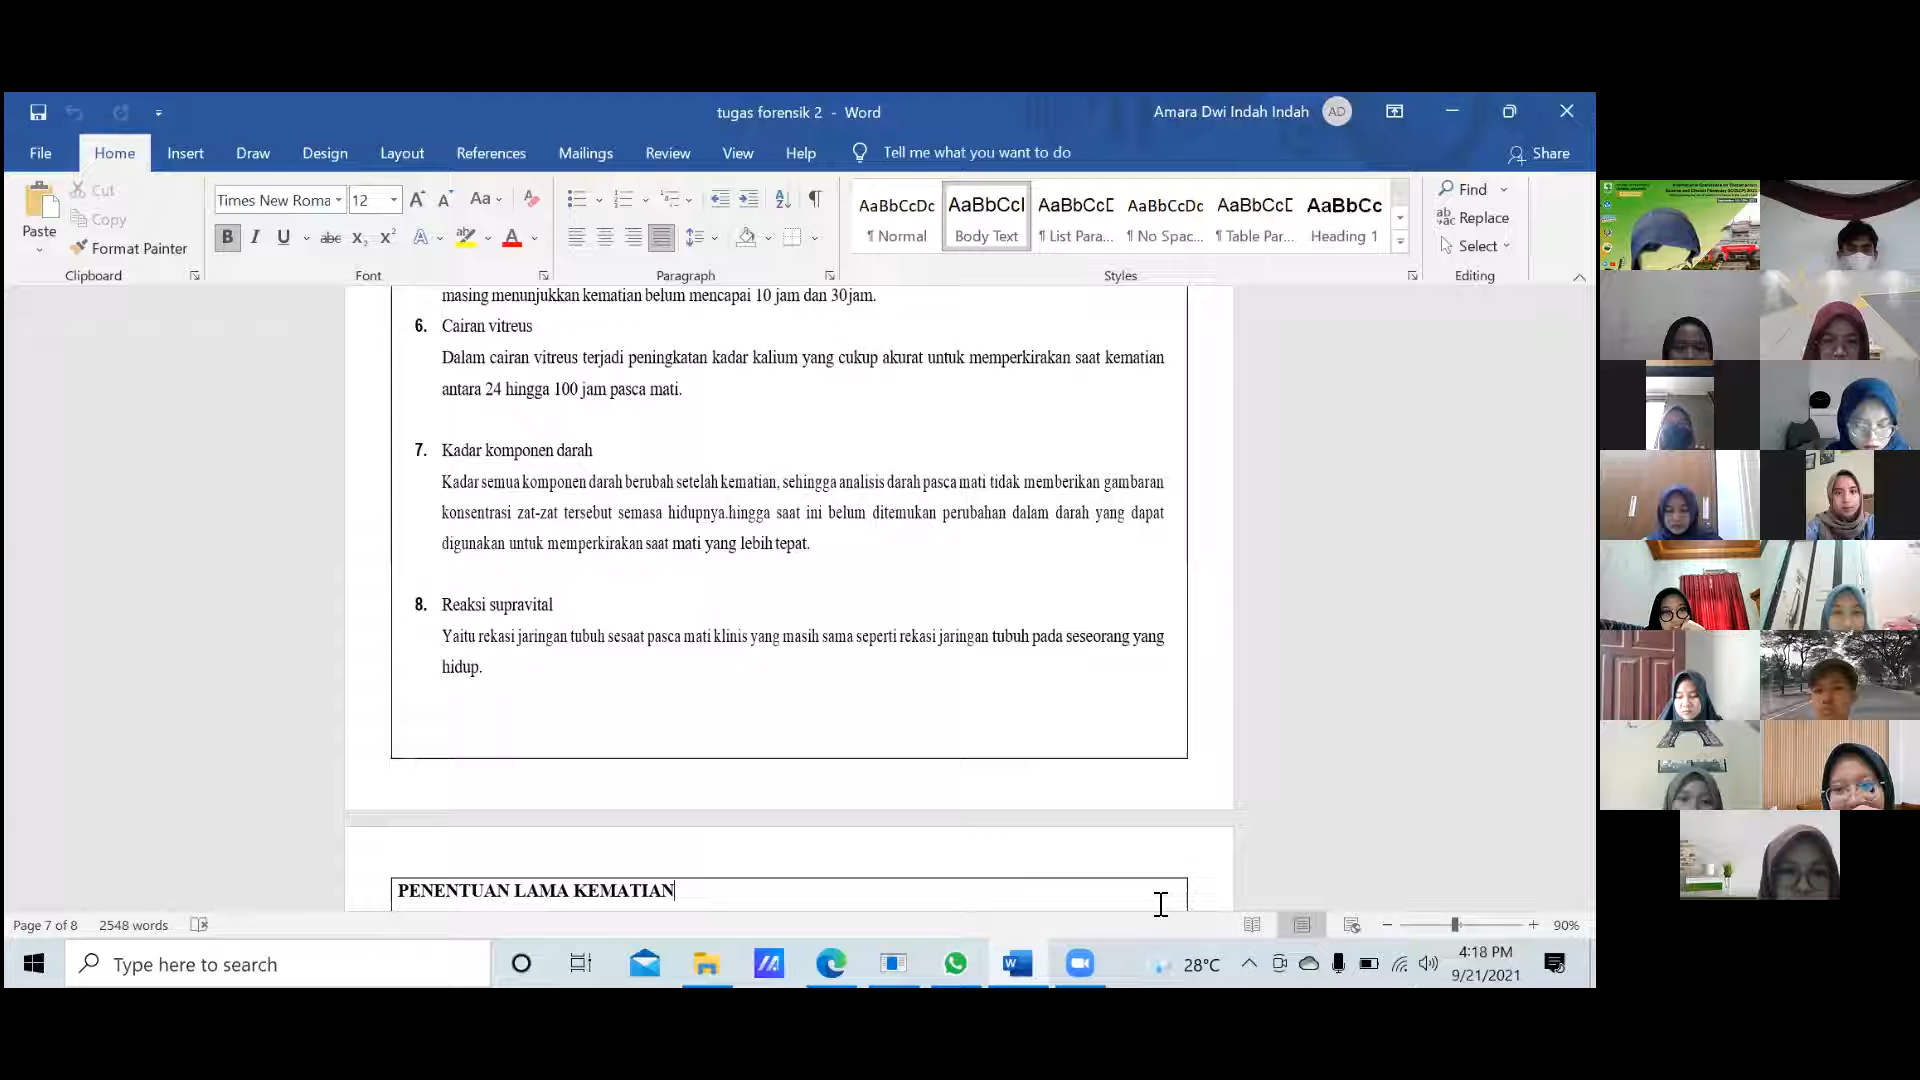 tugas forensik 2 - Word
Amara Dwi Indah Indah
AD
File Home Insert Draw Design Layout References Mailings Review View Help Tell me what you want to do
Share
Paste
Cut
Copy
Format Painter
Clipboard
Times New Roma 12
Font
Paragraph
AaBbCcDc AaBbCcI AaBbCcD AaBbCcDc AaBbCcD AaBbCc
¶ Normal Body Text ¶ List Para... ¶ No Spac... ¶ Table Par... Heading 1
Styles
Find
Replace
Select
Editing
masing menunjukkan kematian belum mencapai 10 jam dan 30jam.
6. Cairan vitreus
Dalam cairan vitreus terjadi peningkatan kadar kalium yang cukup akurat untuk memperkirakan saat kematian
antara 24 hingga 100 jam pasca mati.
7. Kadar komponen darah
Kadar semua komponen darah berubah setelah kematian, sehingga analisis darah pasca mati tidak memberikan gambaran
konsentrasi zat-zat tersebut semasa hidupnya.hingga saat ini belum ditemukan perubahan dalam darah yang dapat
digunakan untuk memperkirakan saat mati yang lebih tepat.
8. Reaksi supravital
Yaitu rekasi jaringan tubuh sesaat pasca mati klinis yang masih sama seperti rekasi jaringan tubuh pada seseorang yang
hidup.
PENENTUAN LAMA KEMATIAN
Page 7 of 8 2548 words
90%
Type here to search
28°C
4:18 PM
9/21/2021